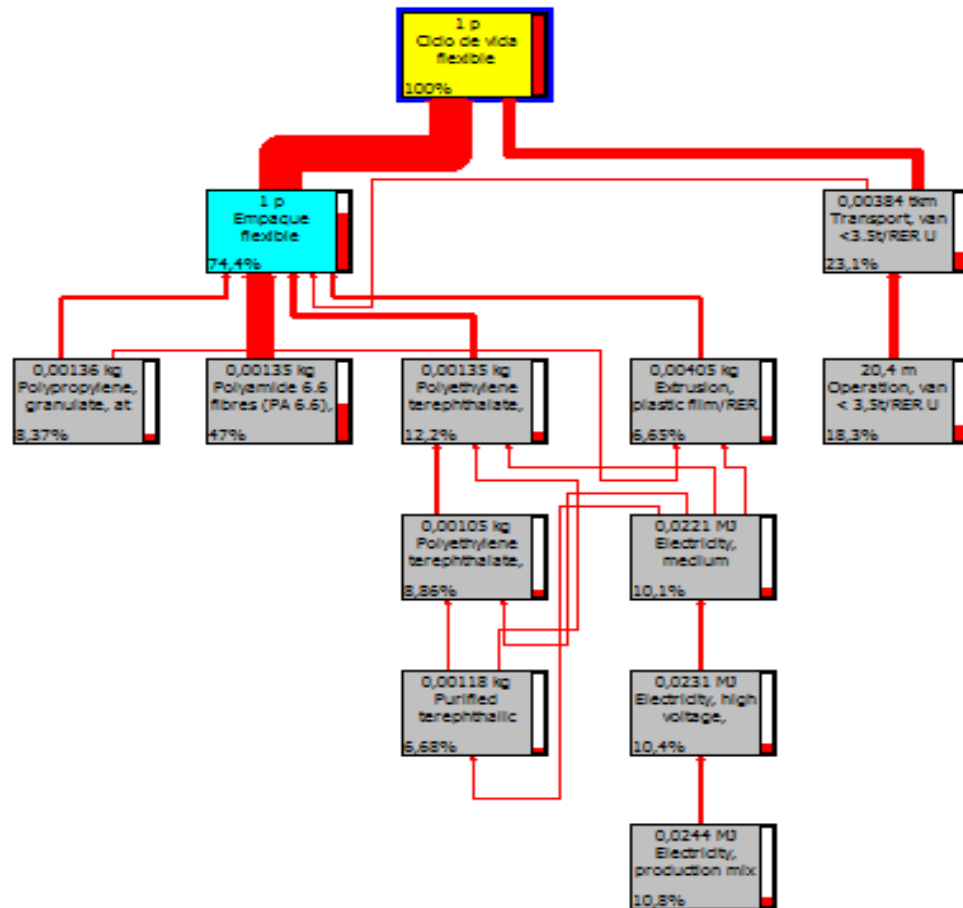 1 p
Ciclo de vida
flexible
100%
1 p
Empaque
flexible
74,4%
0,00384 tkm
Transport, van
<3.5t/RER U
23,1%
0,00136 kg
Polypropylene,
granulate, at
8,37%
0,00135 kg
Polyamide 6.6
fibres (PA 6.6),
47%
0,00135 kg
Polyethylene
terephthalate,
12,2%
0,00405 kg
Extrusion,
plastic film/RER
6,65%
20,4 m
Operation, van
< 3,5t/RER U
18,3%
0,00105 kg
Polyethylene
terephthalate,
8,86%
0,0221 MJ
Electricity,
medium
10,1%
0,00118 kg
Purified
terephthalic
6,68%
0,0231 MJ
Electricity, high
voltage,
10,4%
0,0244 MJ
Electricity,
production mix
10,8%